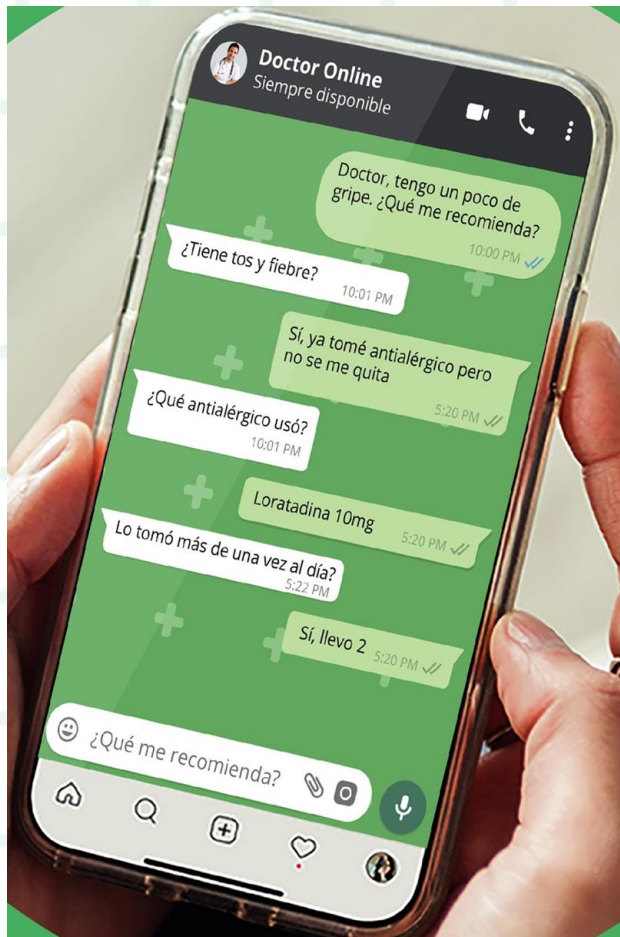 Doctor Online
Siempre disponible
Doctor, tengo un poco de
gripe. ¿Qué me recomienda?
10:00 PM
¿Tiene tos y fiebre?
10:01 PM
Sí, ya tomé antialérgico pero
no se me quita
5:20 PM
¿Qué antialérgico usó?
10:01 PM
Loratadina 10mg
5:20 PM
Lo tomó más de una vez al día?
5:22 PM
Sí, llevo 2
5:20 PM
¿Qué me recomienda?